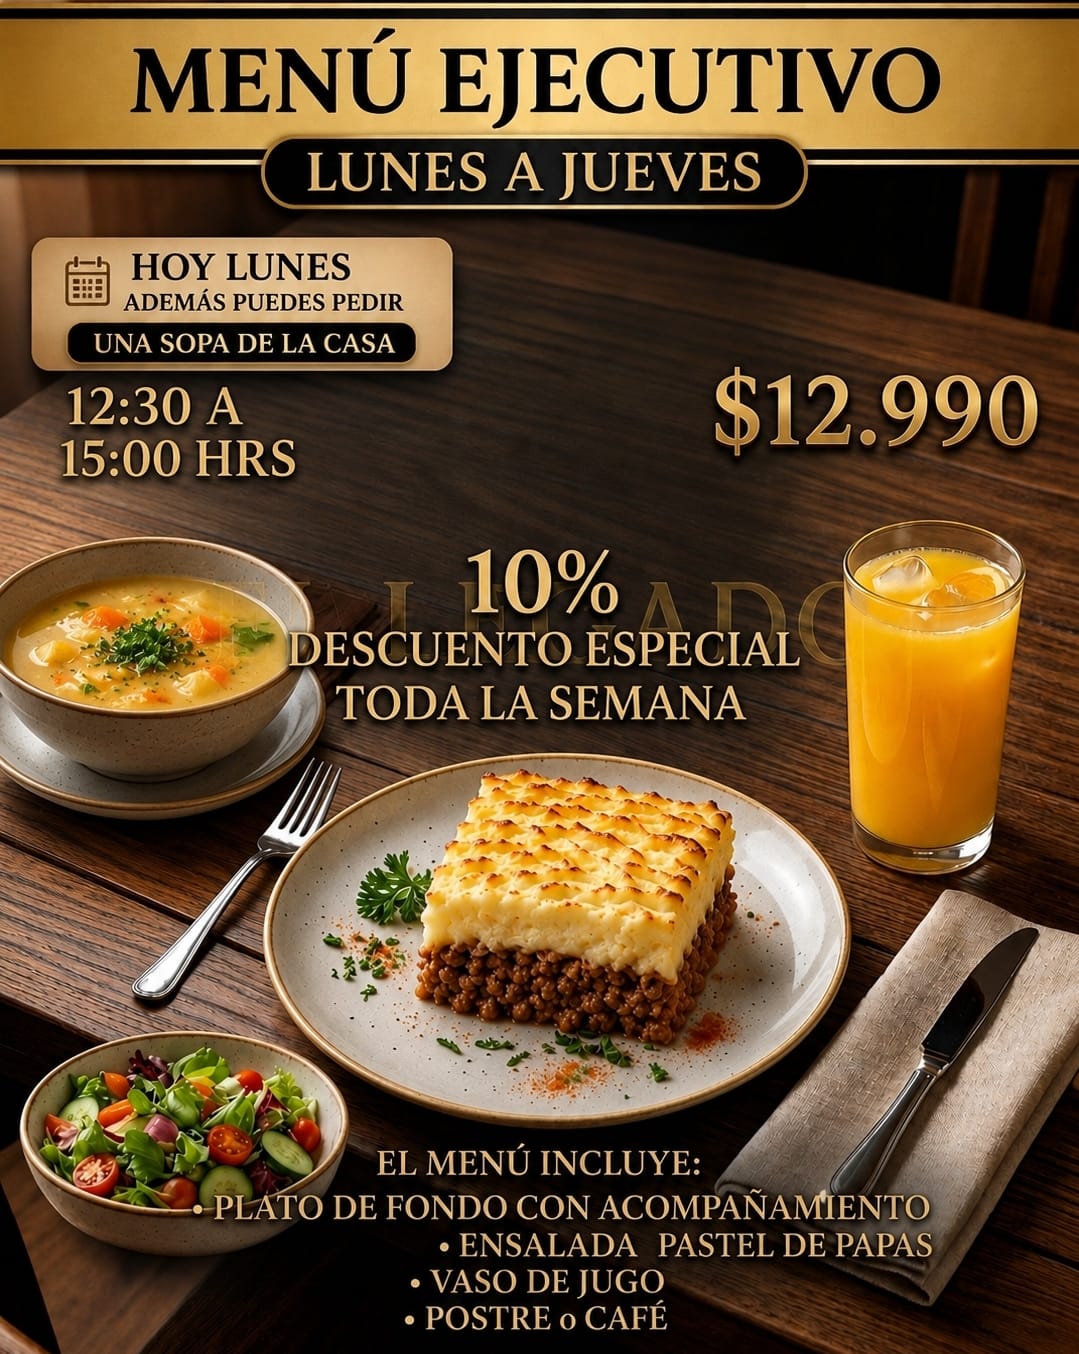 MENÚ EJECUTIVO
LUNES A JUEVES
HOY LUNES
ADEMÁS PUEDES PEDIR
UNA SOPA DE LA CASA
12:30 A
15:00 HRS
$12.990
10%
DESCUENTO ESPECIAL
TODA LA SEMANA
EL MENÚ INCLUYE:
• PLATO DE FONDO CON ACOMPAÑAMIENTO
• ENSALADA PASTEL DE PAPAS
• VASO DE JUGO
• POSTRE o CAFÉ